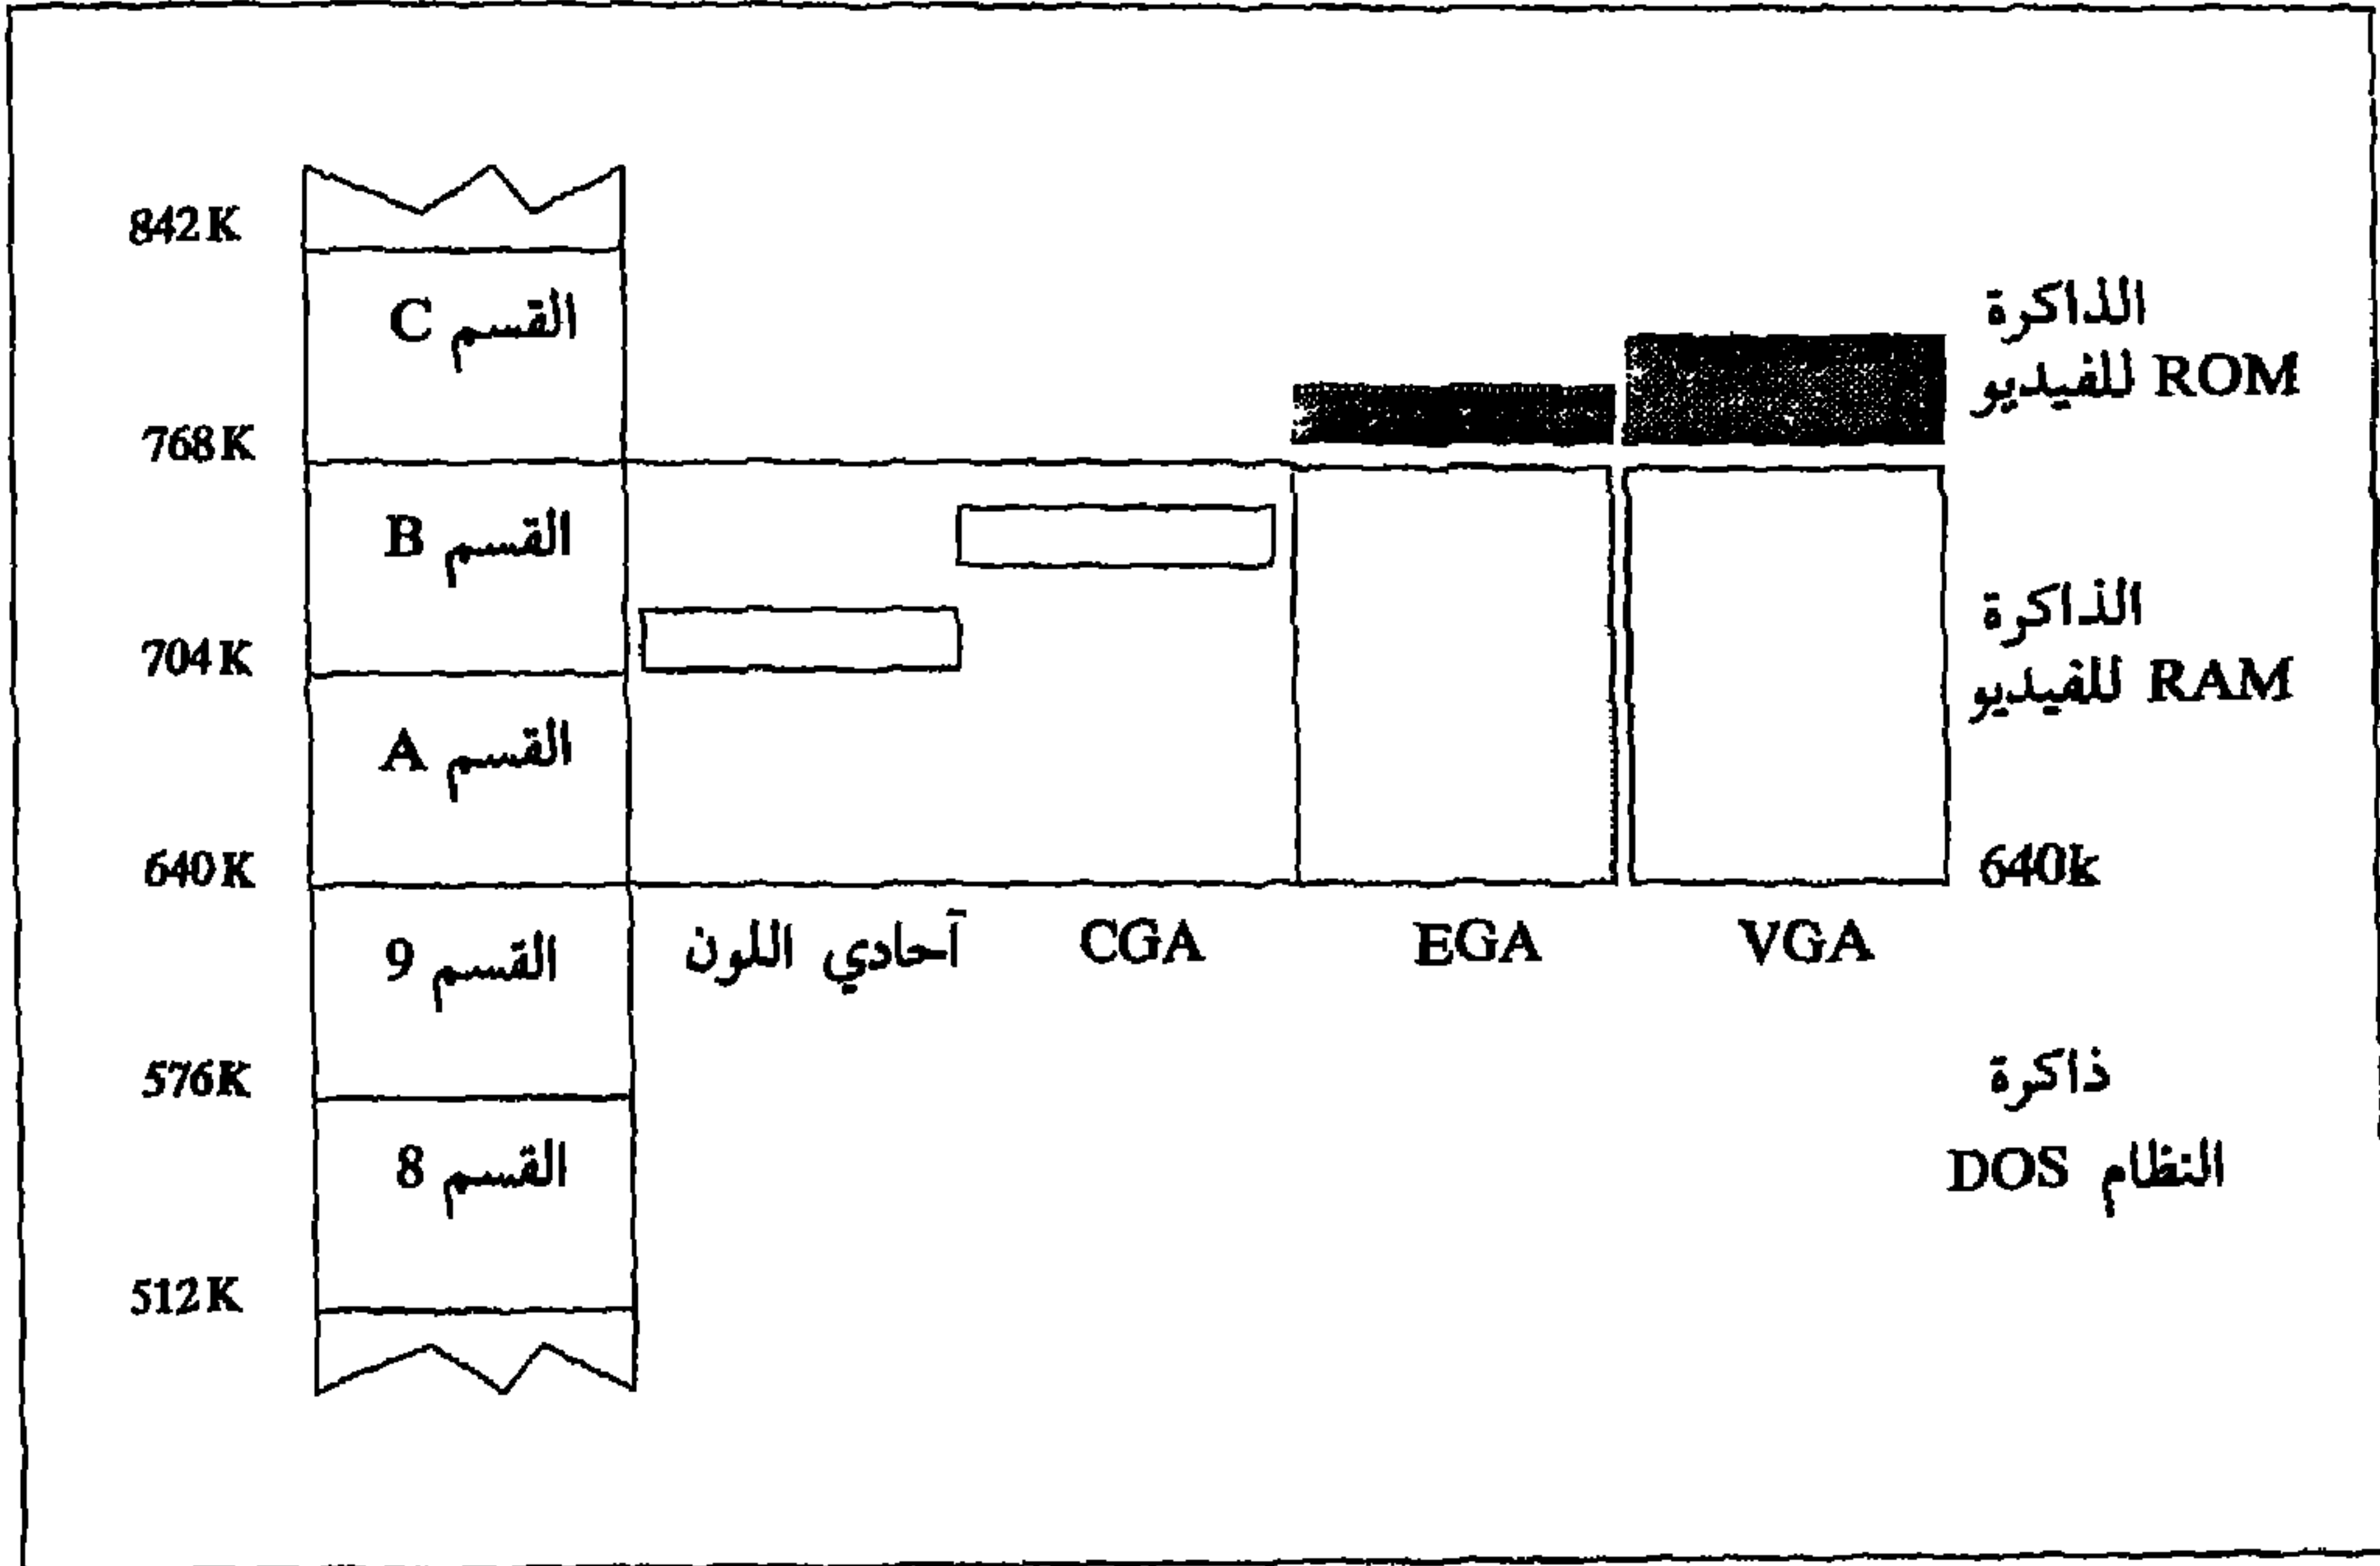 842K
القسم C
الذاكرة
ROM للفيديو
768K
القسم B
704K
الذاكرة
RAM للفيديو
القسم A
640K
640k
القسم 9
آحادي اللون
CGA
EGA
VGA
576K
ذاكرة
النظام DOS
القسم 8
512K